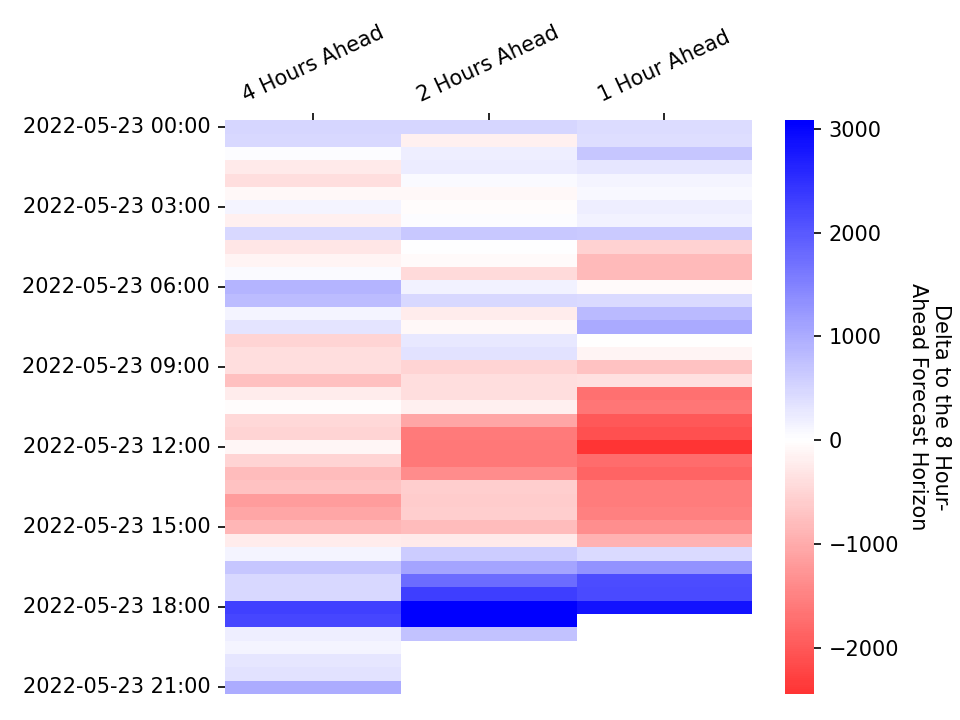 4 Hours Ahead
2 Hours Ahead
1 Hour Ahead
2022-05-23 00:00
2022-05-23 03:00
2022-05-23 06:00
2022-05-23 09:00
2022-05-23 12:00
2022-05-23 15:00
2022-05-23 18:00
2022-05-23 21:00
3000
2000
1000
0
−1000
−2000
Delta to the 8 Hour-
Ahead Forecast Horizon